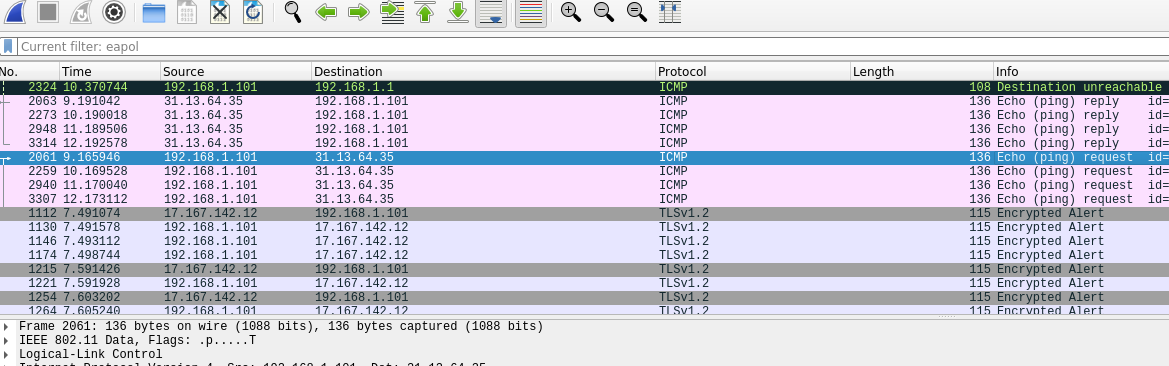 Current filter: eapol
No. Time Source Destination Protocol Length Info
2324 10.370744 192.168.1.101 192.168.1.1 ICMP 108 Destination unreachable
2063 9.191042 31.13.64.35 192.168.1.101 ICMP 136 Echo (ping) reply id=
2273 10.190018 31.13.64.35 192.168.1.101 ICMP 136 Echo (ping) reply id=
2948 11.189506 31.13.64.35 192.168.1.101 ICMP 136 Echo (ping) reply id=
3314 12.192578 31.13.64.35 192.168.1.101 ICMP 136 Echo (ping) reply id=
2061 9.165946 192.168.1.101 31.13.64.35 ICMP 136 Echo (ping) request id=
2259 10.169528 192.168.1.101 31.13.64.35 ICMP 136 Echo (ping) request id=
2940 11.170040 192.168.1.101 31.13.64.35 ICMP 136 Echo (ping) request id=
3307 12.173112 192.168.1.101 31.13.64.35 ICMP 136 Echo (ping) request id=
1112 7.491074 17.167.142.12 192.168.1.101 TLSv1.2 115 Encrypted Alert
1130 7.491578 192.168.1.101 17.167.142.12 TLSv1.2 115 Encrypted Alert
1146 7.493112 192.168.1.101 17.167.142.12 TLSv1.2 115 Encrypted Alert
1174 7.498744 192.168.1.101 17.167.142.12 TLSv1.2 115 Encrypted Alert
1215 7.591426 17.167.142.12 192.168.1.101 TLSv1.2 115 Encrypted Alert
1221 7.591928 192.168.1.101 17.167.142.12 TLSv1.2 115 Encrypted Alert
1254 7.603202 17.167.142.12 192.168.1.101 TLSv1.2 115 Encrypted Alert
1264 7.605240 192.168.1.101 17.167.142.12 TLSv1.2 115 Encrypted Alert
Frame 2061: 136 bytes on wire (1088 bits), 136 bytes captured (1088 bits)
IEEE 802.11 Data, Flags: .p.....T
Logical-Link Control
Internet Protocol Version 4, Src: 192.168.1.101, Dst: 31.13.64.35